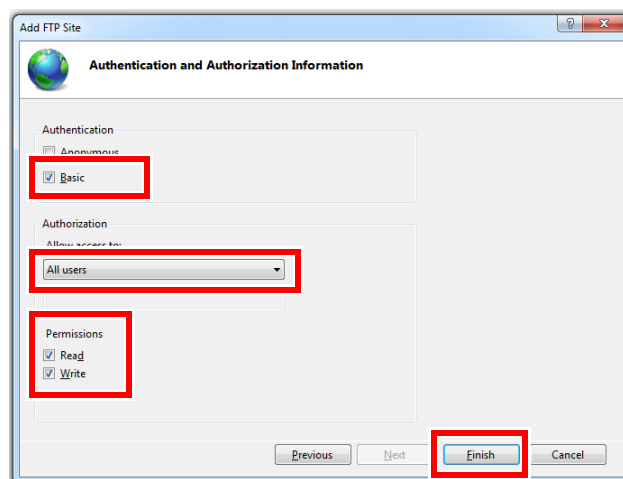 Add FTP Site
Authentication and Authorization Information
Authentication
Anonymous
Basic
Authorization
Allow access to:
All users
Permissions
Read
Write
Previous Next Finish Cancel